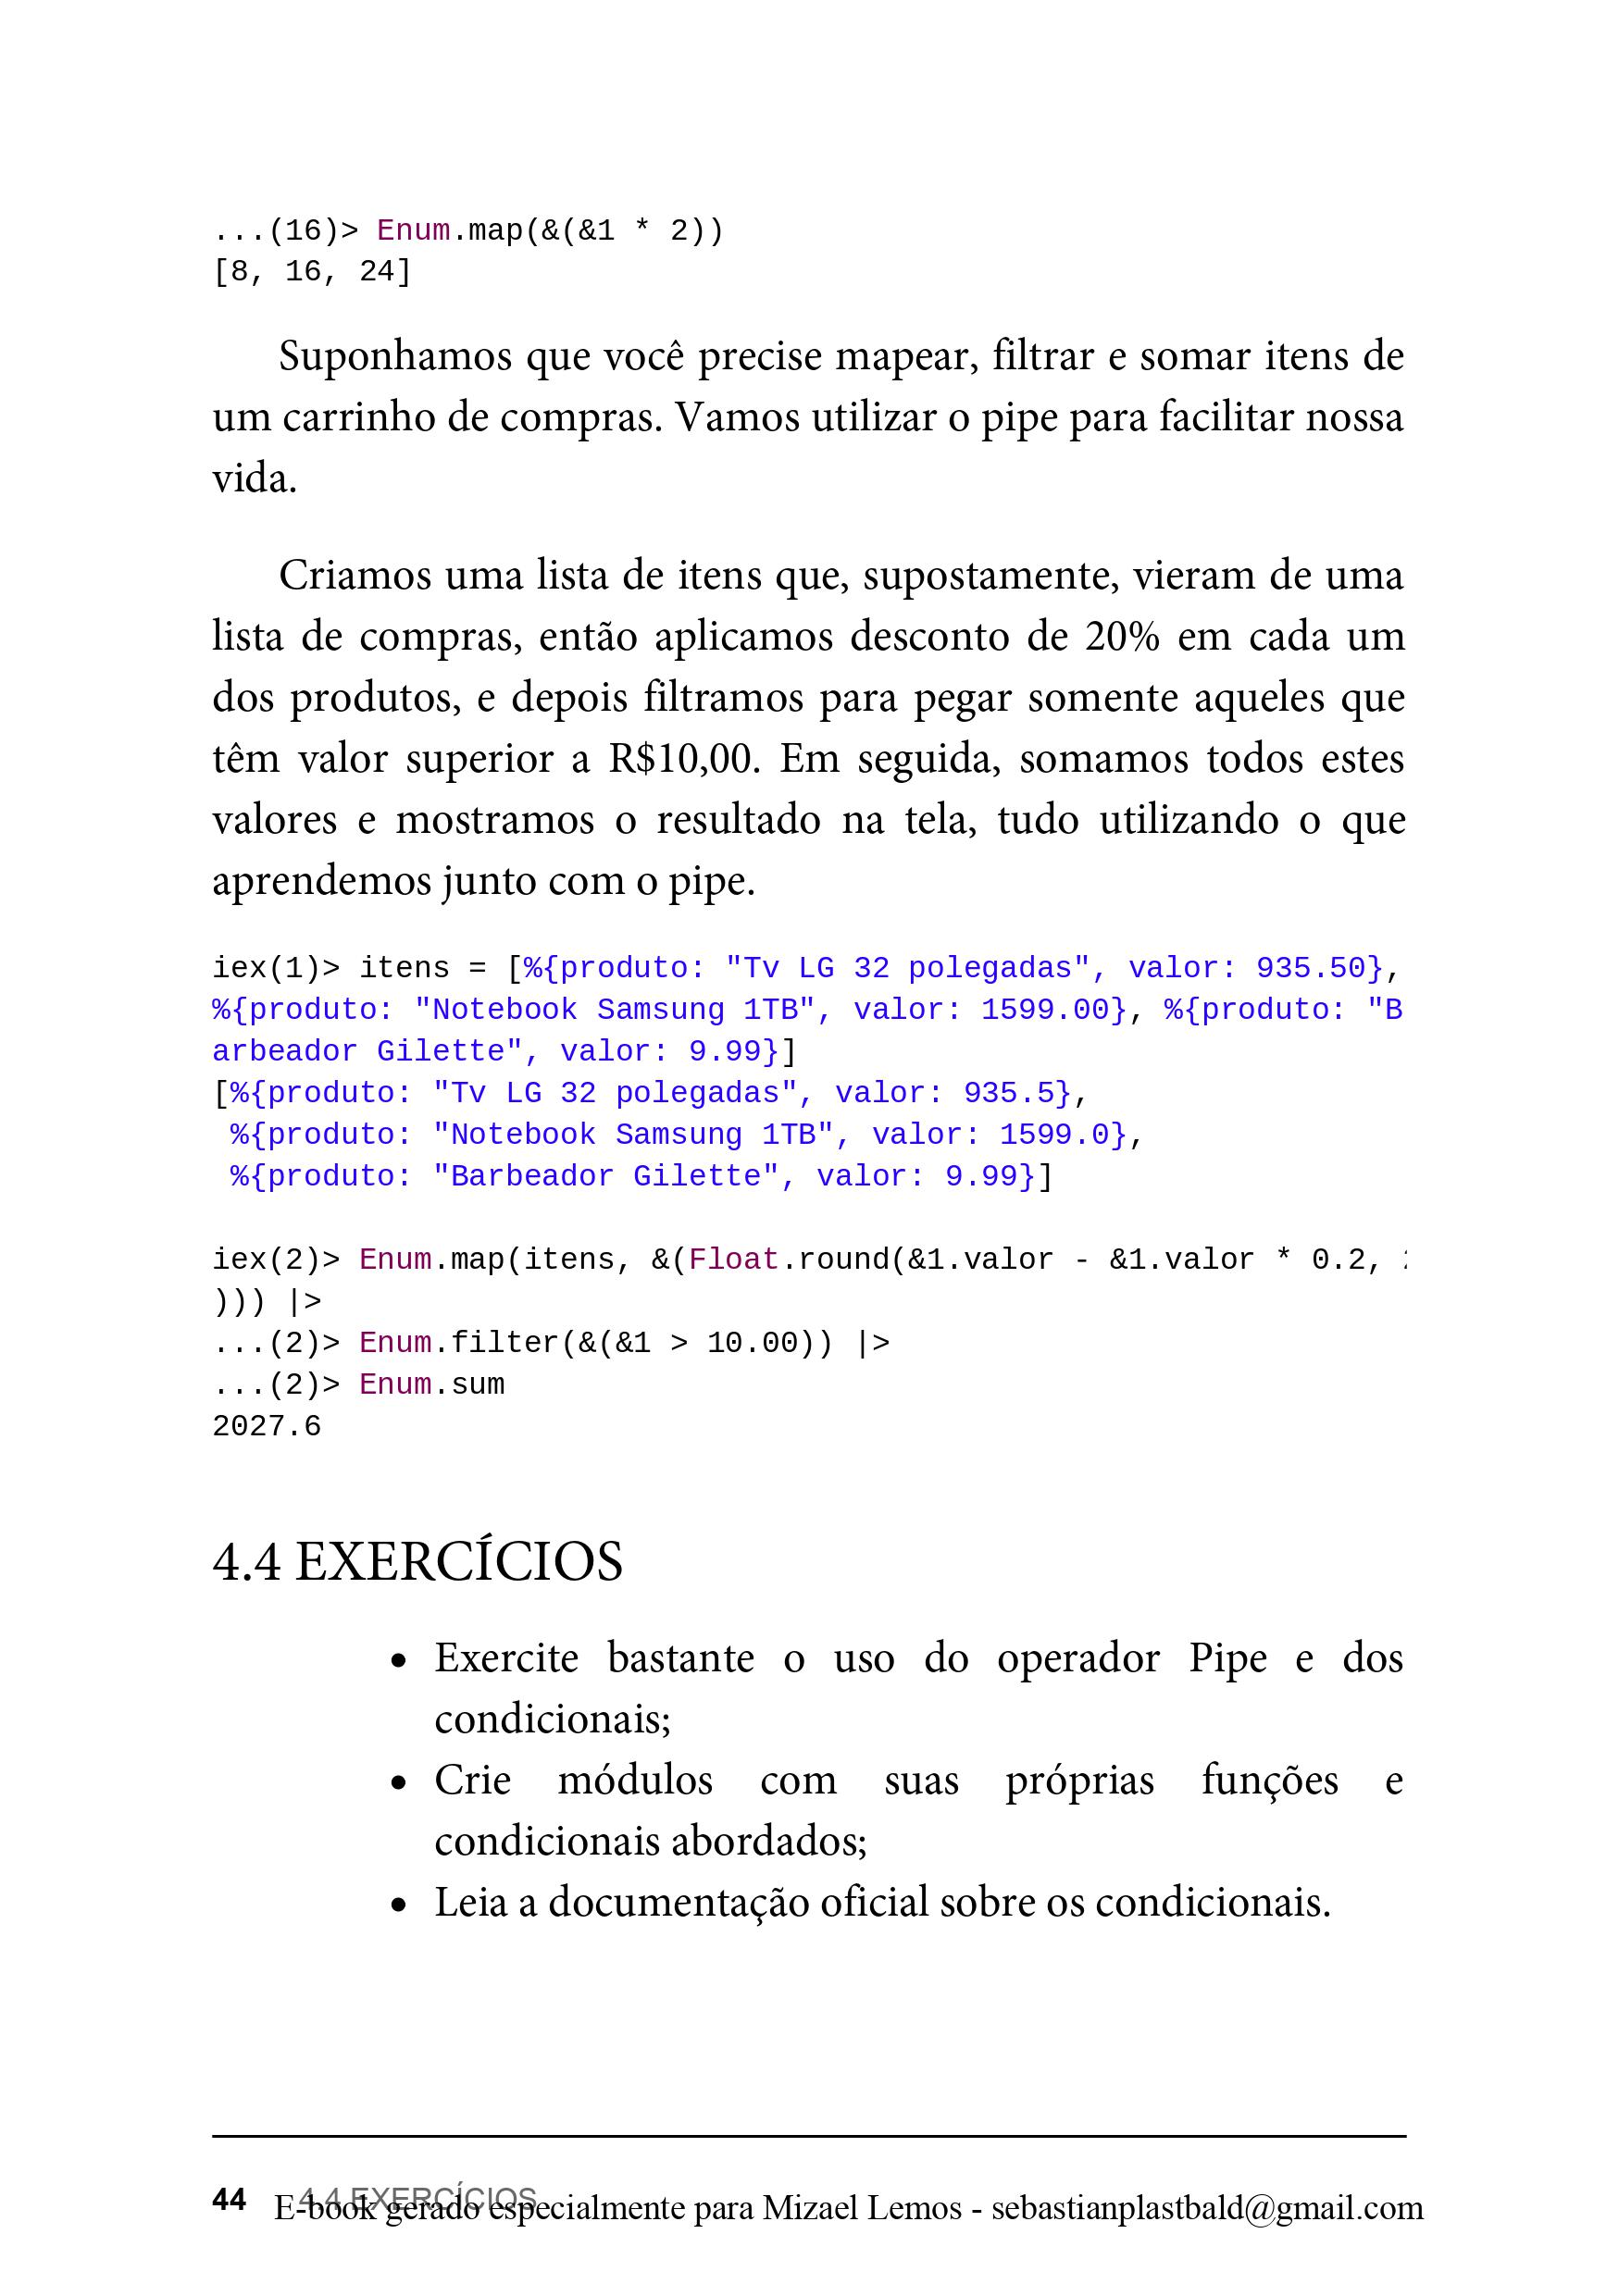 ...(16)> Enum.map(&(&1 * 2))
[8, 16, 24]
Suponhamos que você precise mapear, filtrar e somar itens de
um carrinho de compras. Vamos utilizar o pipe para facilitar nossa
vida.
Criamos uma lista de itens que, supostamente, vieram de uma
lista de compras, então aplicamos desconto de 20% em cada um
dos produtos, e depois filtramos para pegar somente aqueles que
têm valor superior a R$10,00. Em seguida, somamos todos estes
valores e mostramos o resultado na tela, tudo utilizando o que
aprendemos junto com o pipe.
iex(1)> itens = [%{produto: "Tv LG 32 polegadas", valor: 935.50},
%{produto: "Notebook Samsung 1TB", valor: 1599.00}, %{produto: "B
arbeador Gilette", valor: 9.99}]
[%{produto: "Tv LG 32 polegadas", valor: 935.5},
 %{produto: "Notebook Samsung 1TB", valor: 1599.0},
 %{produto: "Barbeador Gilette", valor: 9.99}]
iex(2)> Enum.map(itens, &(Float.round(&1.valor - &1.valor * 0.2,
))) |>
...(2)> Enum.filter(&(&1 > 10.00)) |>
...(2)> Enum.sum
2027.6
4.4 EXERCÍCIOS
• Exercite bastante o uso do operador Pipe e dos
condicionais;
• Crie módulos com suas próprias funções e
condicionais abordados;
• Leia a documentação oficial sobre os condicionais.
44 4.4 EXERCÍCIOS
E-book gerado especialmente para Mizael Lemos - sebastianplastbald@gmail.com